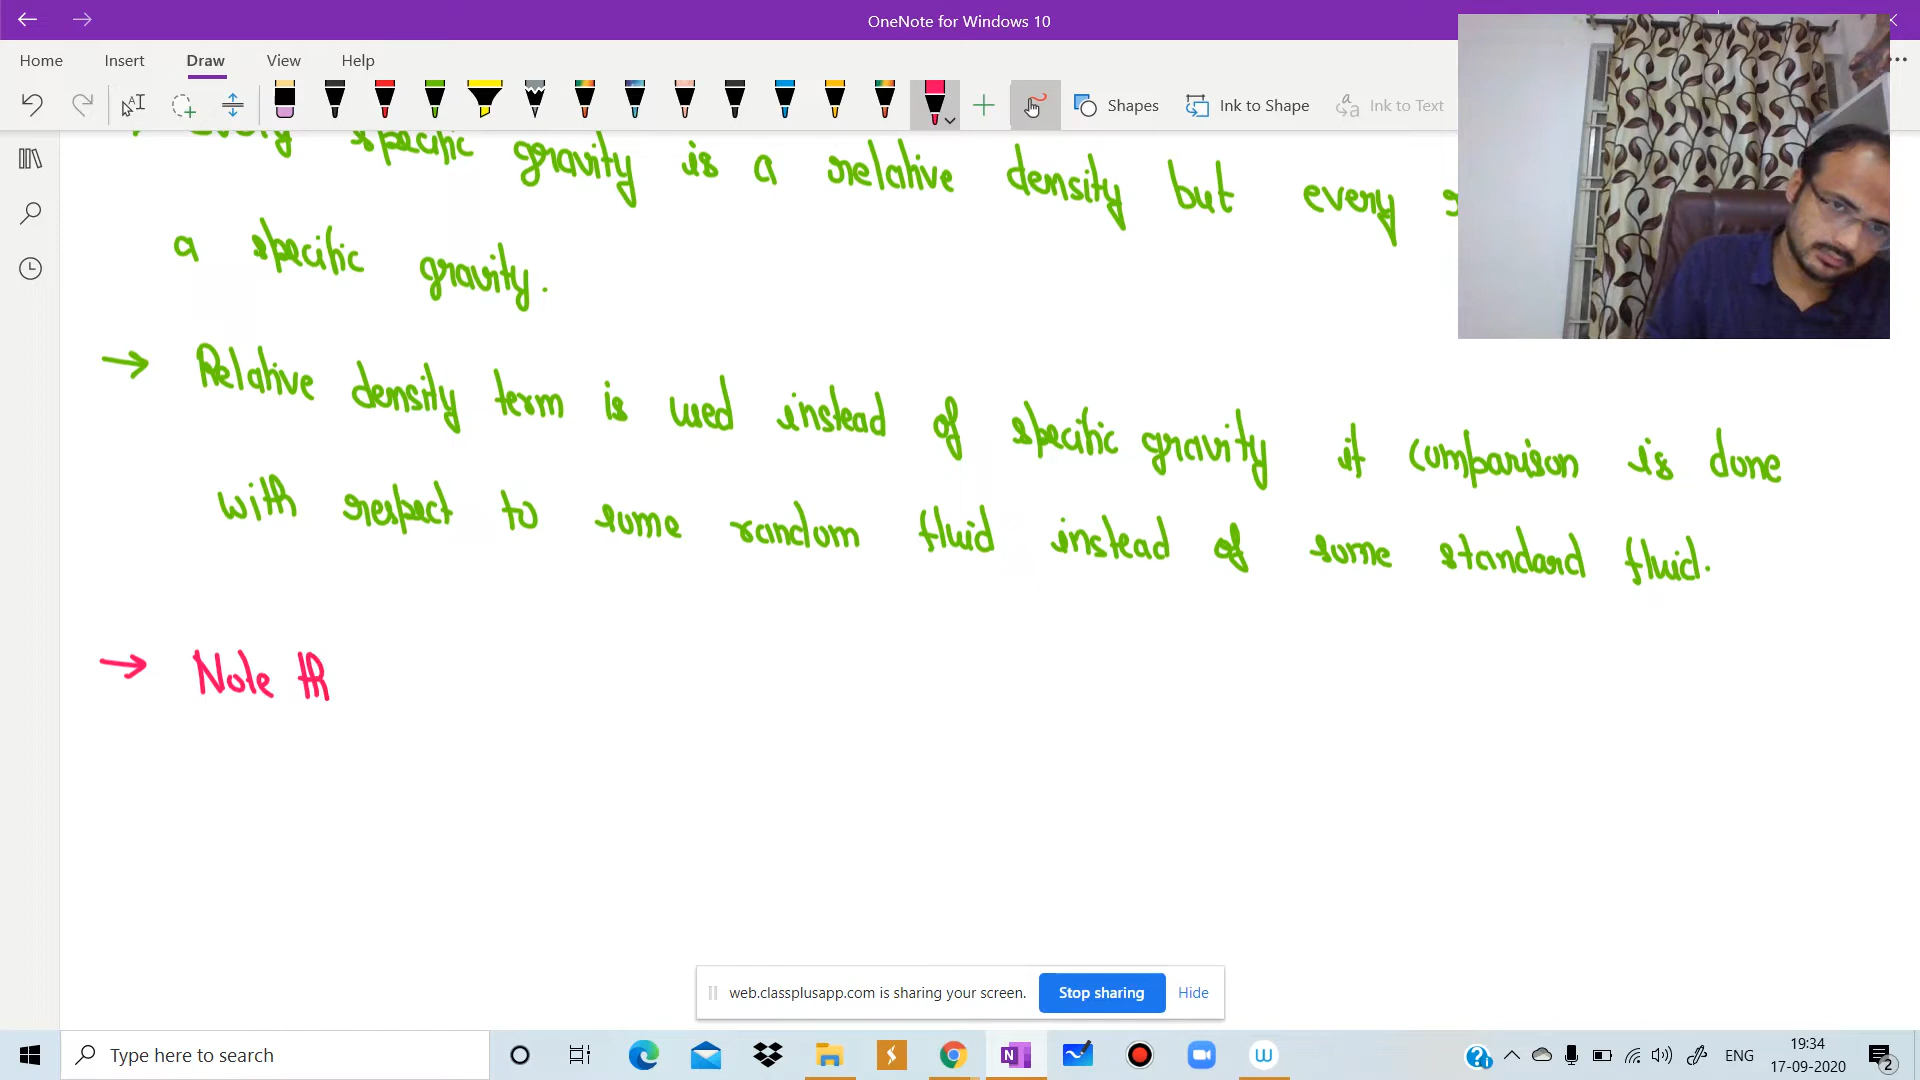 OneNote for Windows 10
Home Insert Draw View Help
Shapes Ink to Shape Ink to Text
Every specific gravity is a relative density but every
a specific gravity.
→ Relative density term is used instead of specific gravity if comparison is done
with respect to some random fluid instead of some standard fluid.
→ Note th
web.classplusapp.com is sharing your screen. Stop sharing Hide
Type here to search
ENG
19:34
17-09-2020
2